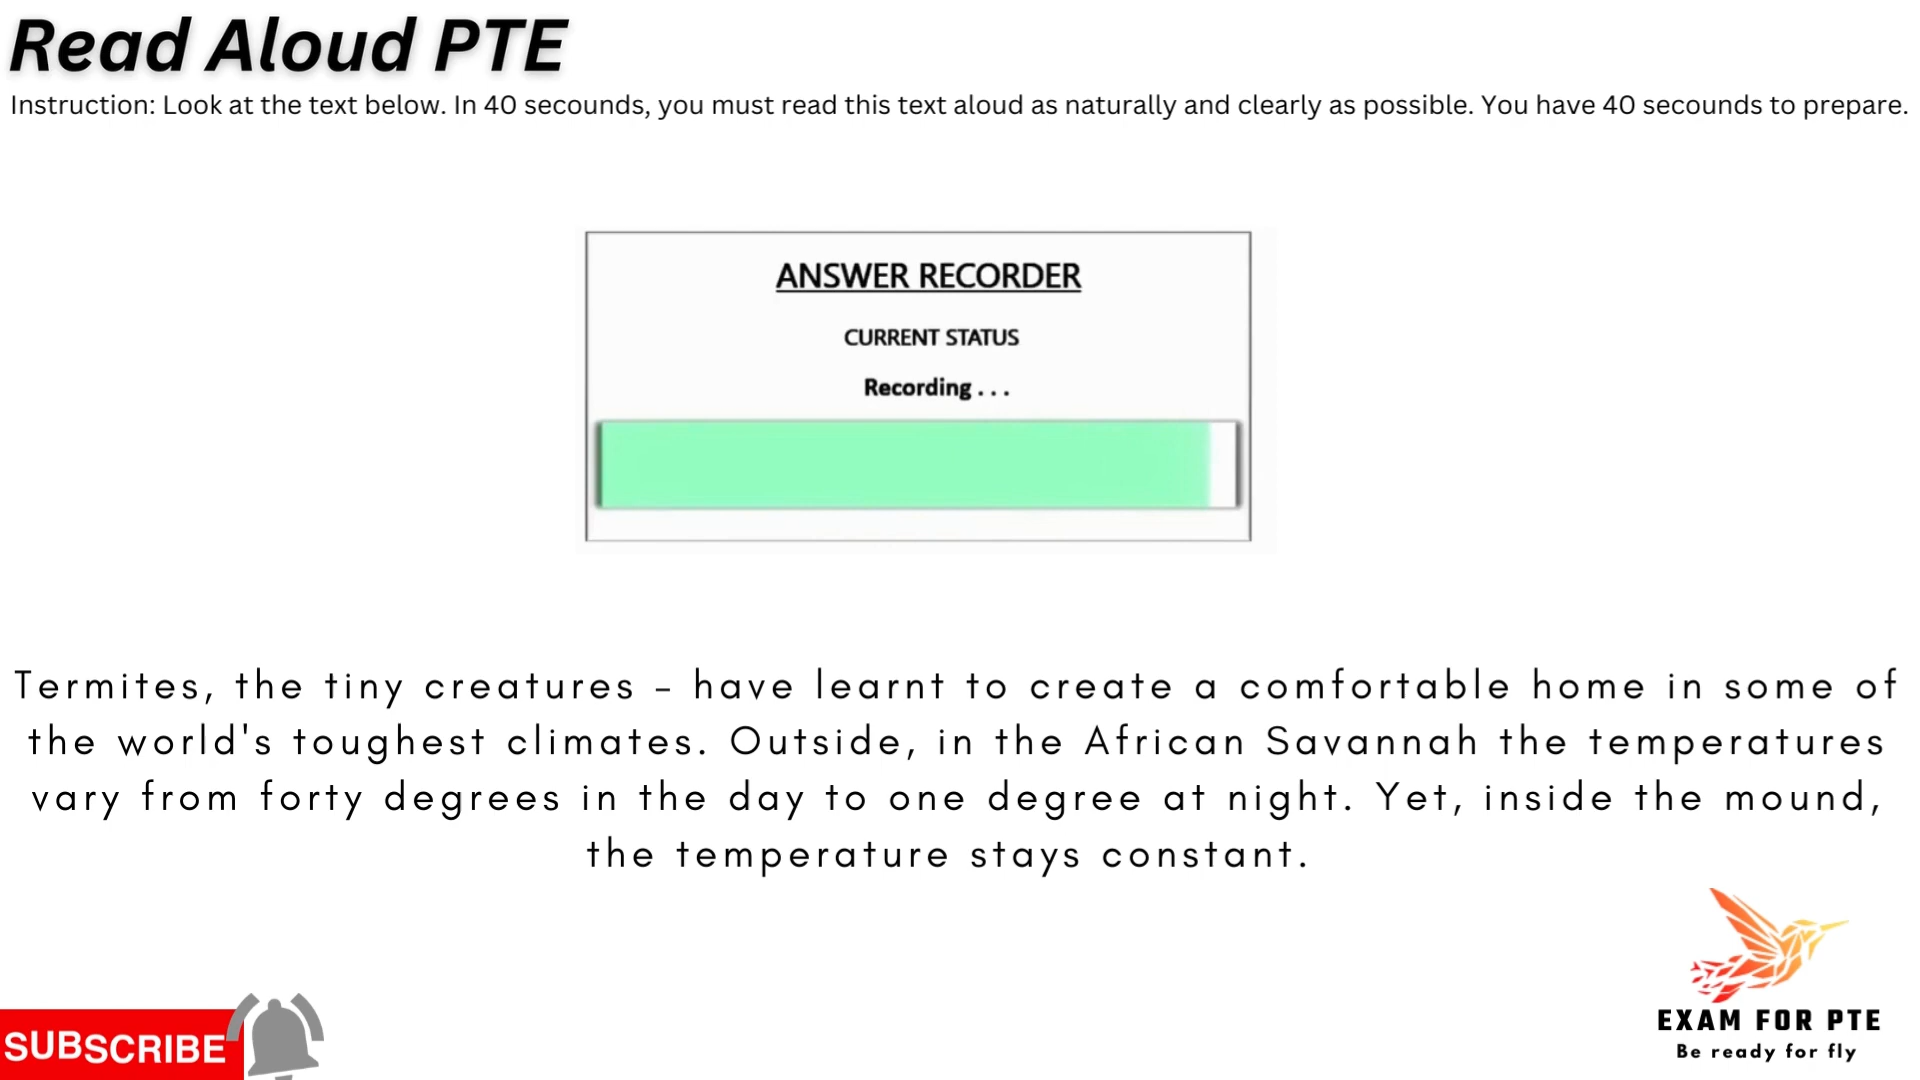 Read Aloud PTE
Instruction: Look at the text below. In 40 secounds, you must read this text aloud as naturally and clearly as possible. You have 40 secounds to prepare.
ANSWER RECORDER
CURRENT STATUS
Recording . . .
Termites, the tiny creatures – have learnt to create a comfortable home in some of
the world's toughest climates. Outside, in the African Savannah the temperatures
vary from forty degrees in the day to one degree at night. Yet, inside the mound,
the temperature stays constant.
SUBSCRIBE
EXAM FOR PTE
Be ready for fly